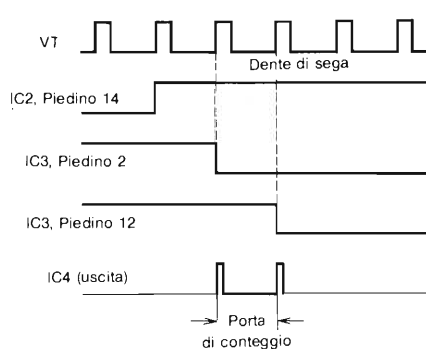 VT
Dente di sega
IC2, Piedino 14
IC3, Piedino 2
IC3, Piedino 12
IC4 (uscita)
Porta
di conteggio